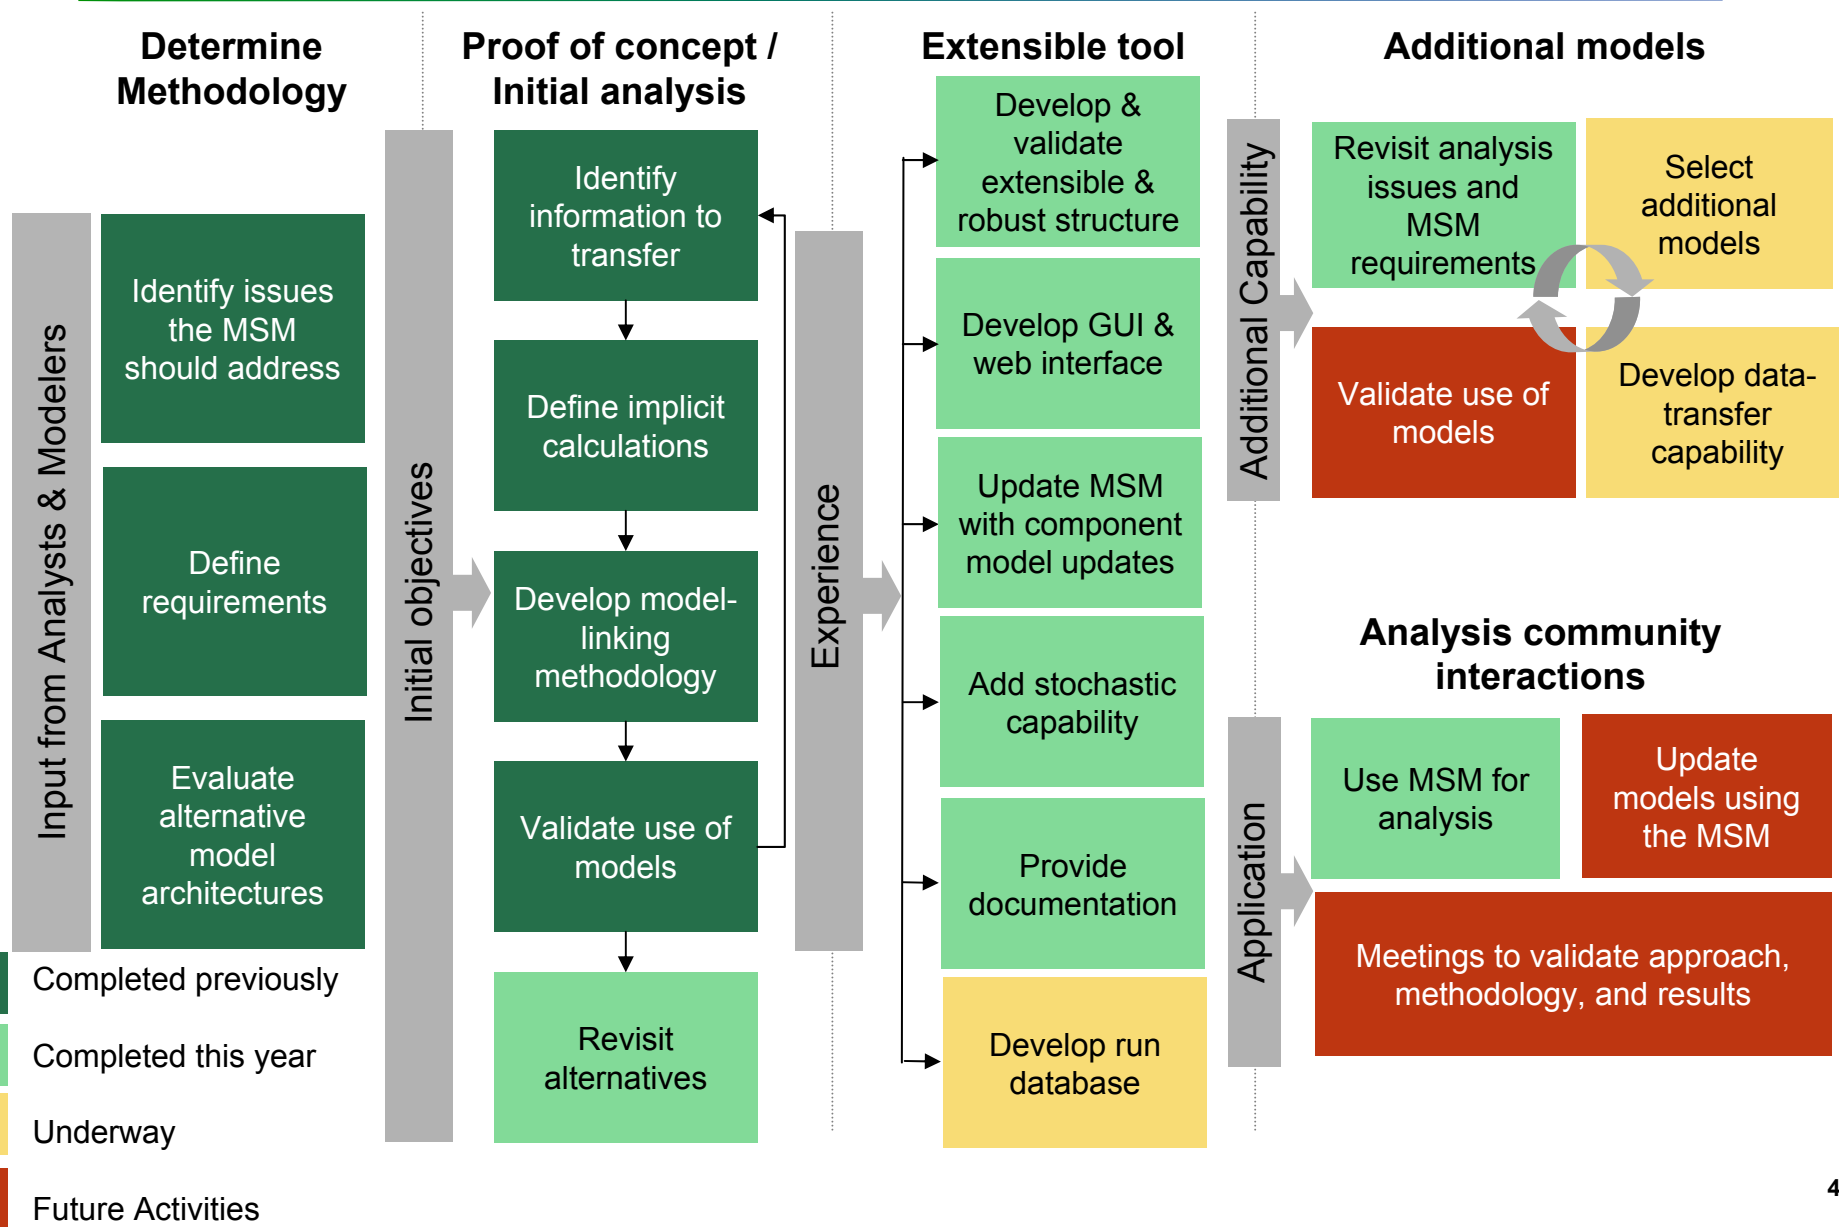 Determine
Methodology
Input from Analysts & Modelers
Identify issues
the MSM
should address
Define
requirements
Evaluate
alternative
model
architectures
Initial objectives
Proof of concept /
Initial analysis
Identify
information to
transfer
Define implicit
calculations
Develop model-
linking
methodology
Validate use of
models
Revisit
alternatives
Experience
Extensible tool
Develop &
validate
extensible &
robust structure
Develop GUI &
web interface
Update MSM
with component
model updates
Add stochastic
capability
Provide
documentation
Develop run
database
Additional Capability
Additional models
Revisit analysis
issues and
MSM
requirements
Select
additional
models
Validate use of
models
Develop data-
transfer
capability
Application
Analysis community
interactions
Use MSM for
analysis
Update
models using
the MSM
Meetings to validate approach,
methodology, and results
Completed previously
Completed this year
Underway
Future Activities
4